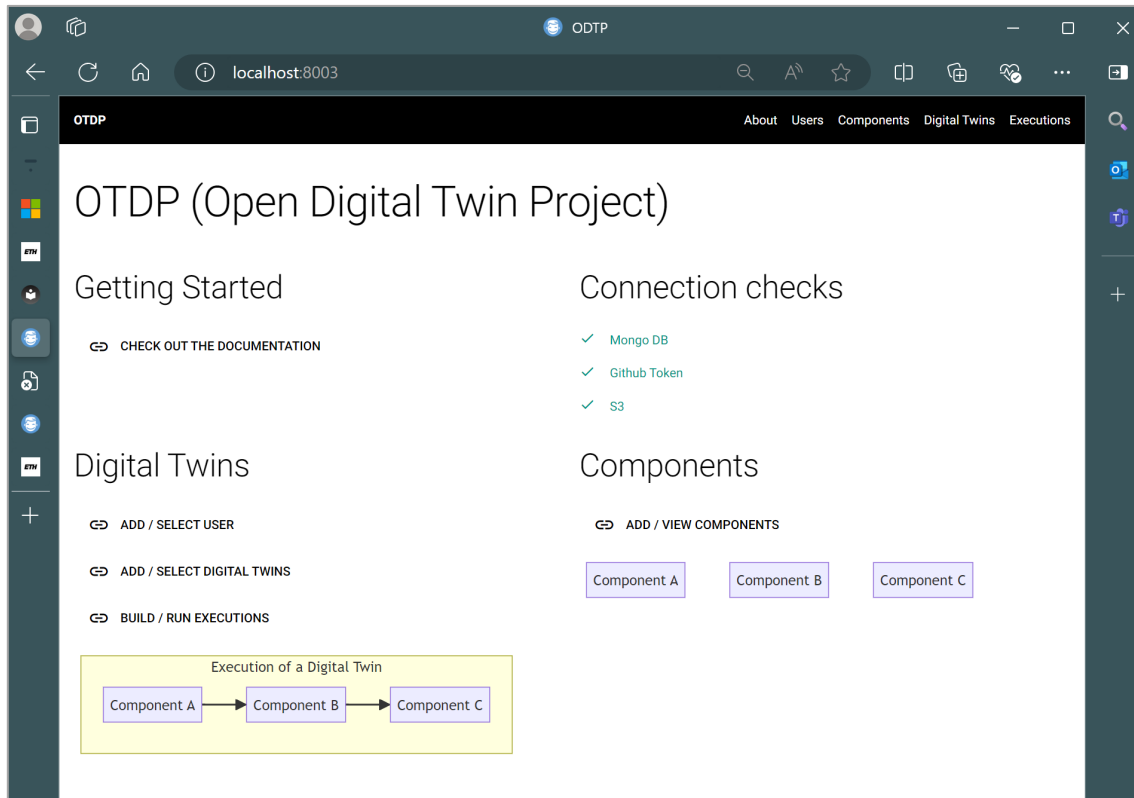 ODTP
localhost:8003
OTDP
About Users Components Digital Twins Executions
OTDP (Open Digital Twin Project)
Getting Started
CHECK OUT THE DOCUMENTATION
Connection checks
Mongo DB
Github Token
S3
Digital Twins
ADD / SELECT USER
ADD / SELECT DIGITAL TWINS
BUILD / RUN EXECUTIONS
Execution of a Digital Twin
Component A Component B Component C
Components
ADD / VIEW COMPONENTS
Component A Component B Component C
ETH
ETH